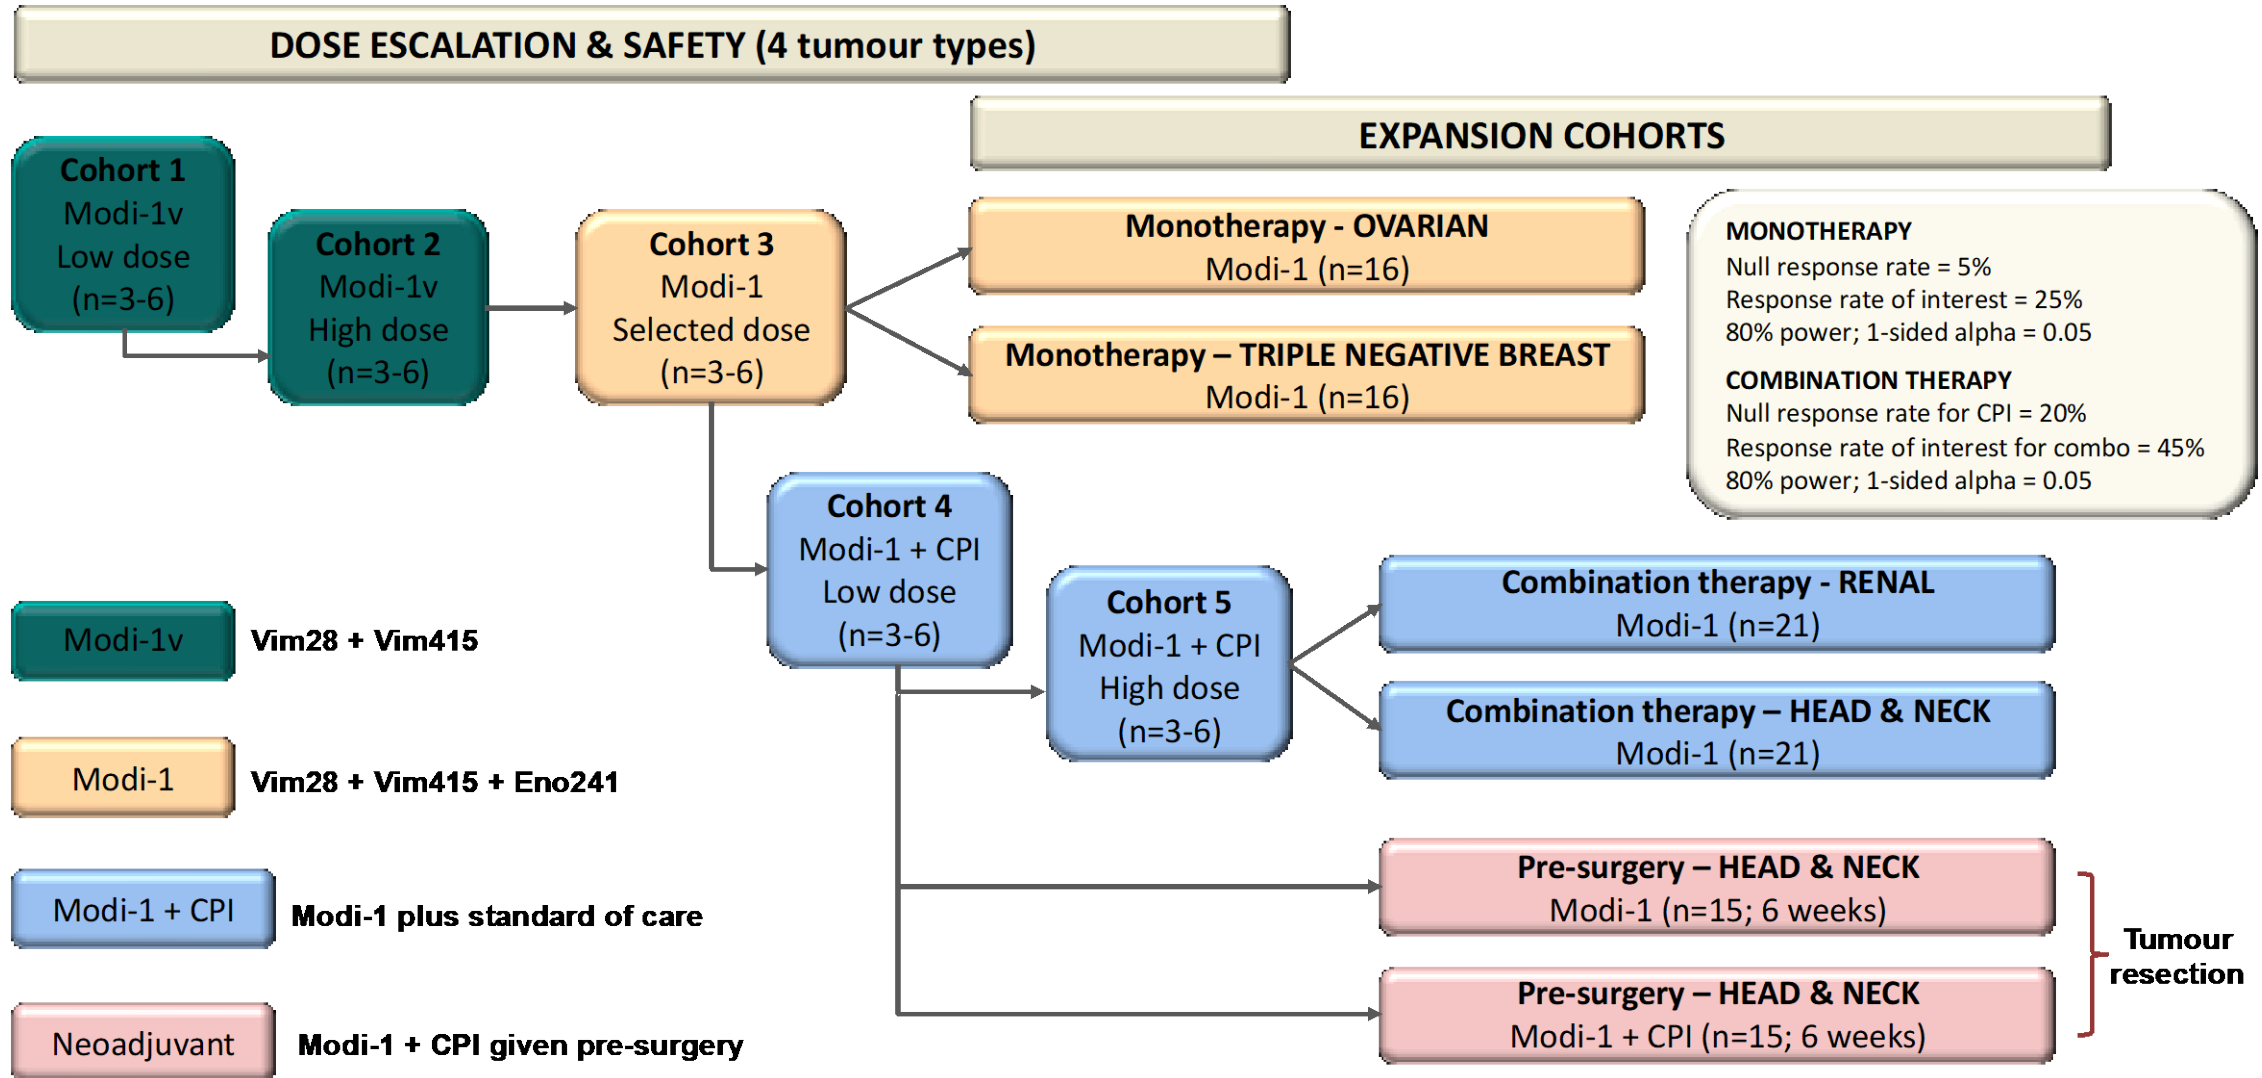 DOSE ESCALATION & SAFETY (4 tumour types)
EXPANSION COHORTS
Cohort 1
Modi-1v
Low dose
(n=3-6)
Cohort 2
Modi-1v
High dose
(n=3-6)
Cohort 3
Modi-1
Selected dose
(n=3-6)
Monotherapy - OVARIAN
Modi-1 (n=16)
Monotherapy – TRIPLE NEGATIVE BREAST
Modi-1 (n=16)
MONOTHERAPY
Null response rate = 5%
Response rate of interest = 25%
80% power; 1-sided alpha = 0.05
COMBINATION THERAPY
Null response rate for CPI = 20%
Response rate of interest for combo = 45%
80% power; 1-sided alpha = 0.05
Cohort 4
Modi-1 + CPI
Low dose
(n=3-6)
Cohort 5
Modi-1 + CPI
High dose
(n=3-6)
Combination therapy - RENAL
Modi-1 (n=21)
Combination therapy – HEAD & NECK
Modi-1 (n=21)
Pre-surgery – HEAD & NECK
Modi-1 (n=15; 6 weeks)
Pre-surgery – HEAD & NECK
Modi-1 + CPI (n=15; 6 weeks)
Tumour
resection
Modi-1v
Vim28 + Vim415
Modi-1
Vim28 + Vim415 + Eno241
Modi-1 + CPI
Modi-1 plus standard of care
Neoadjuvant
Modi-1 + CPI given pre-surgery